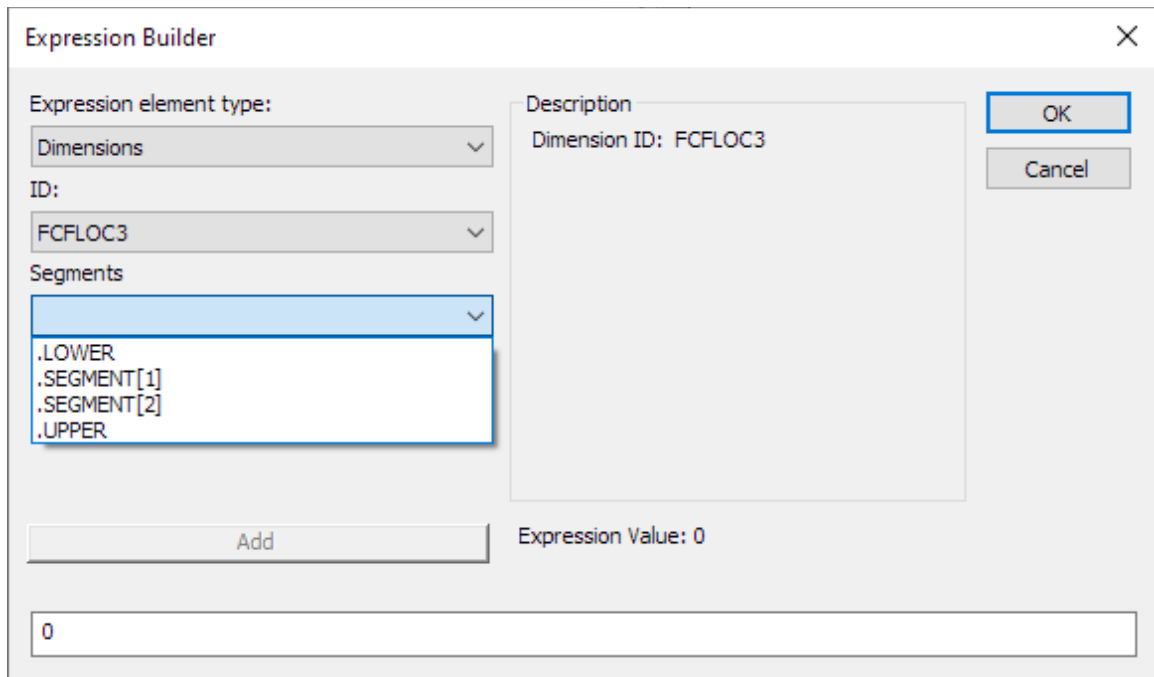 Expression Builder
Expression element type:
Dimensions
ID:
FCFLOC3
Segments
.LOWER
.SEGMENT[1]
.SEGMENT[2]
.UPPER
Add
Description
Dimension ID: FCFLOC3
Expression Value: 0
OK
Cancel
0